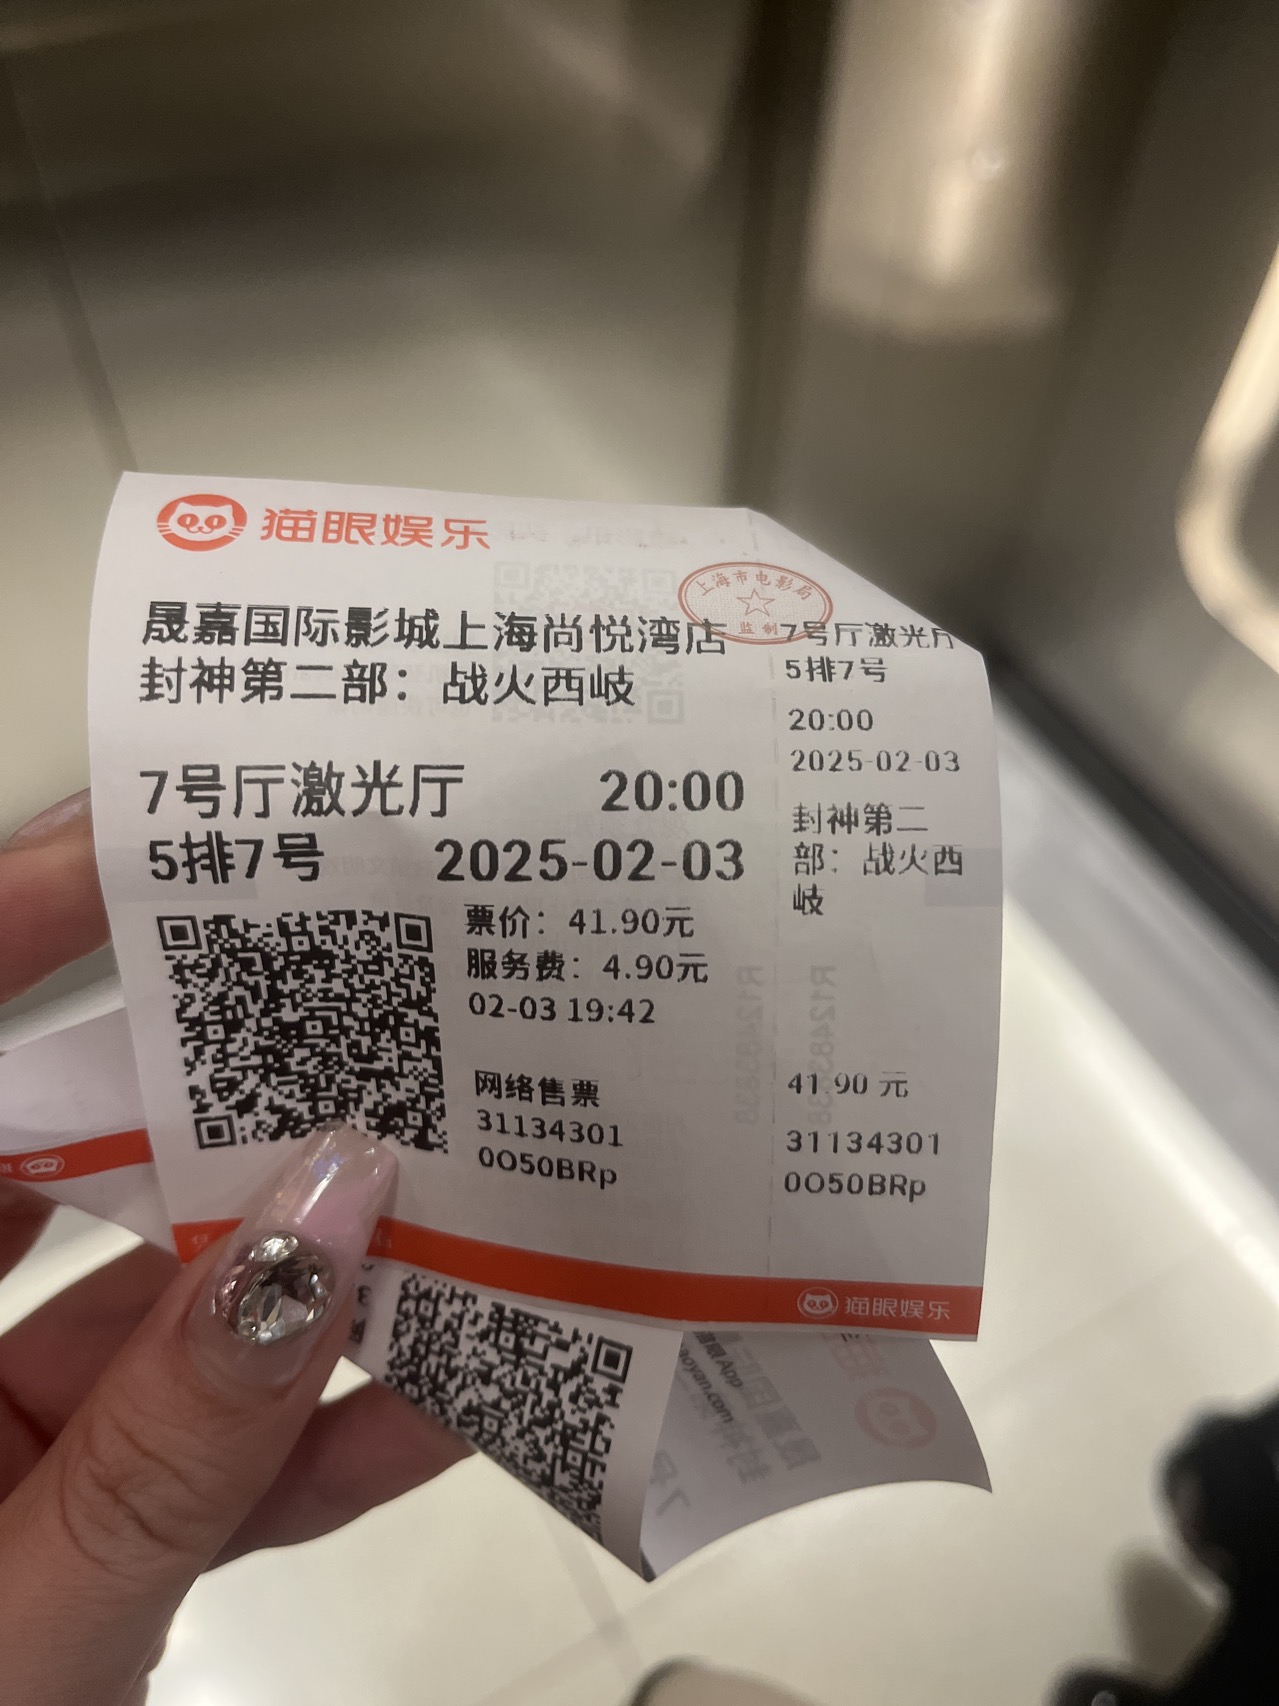 猫眼娱乐
上海市电影局
监制
晟嘉国际影城上海尚悦湾店
封神第二部：战火西岐
7号厅激光厅 20:00
5排7号 2025-02-03
票价：41.90元
服务费：4.90元
02-03 19:42
网络售票
31134301
0O50BRp
7号厅激光厅
5排7号
20:00
2025-02-03
封神第二
部：战火西
岐
41.90 元
31134301
0O50BRp
猫眼娱乐